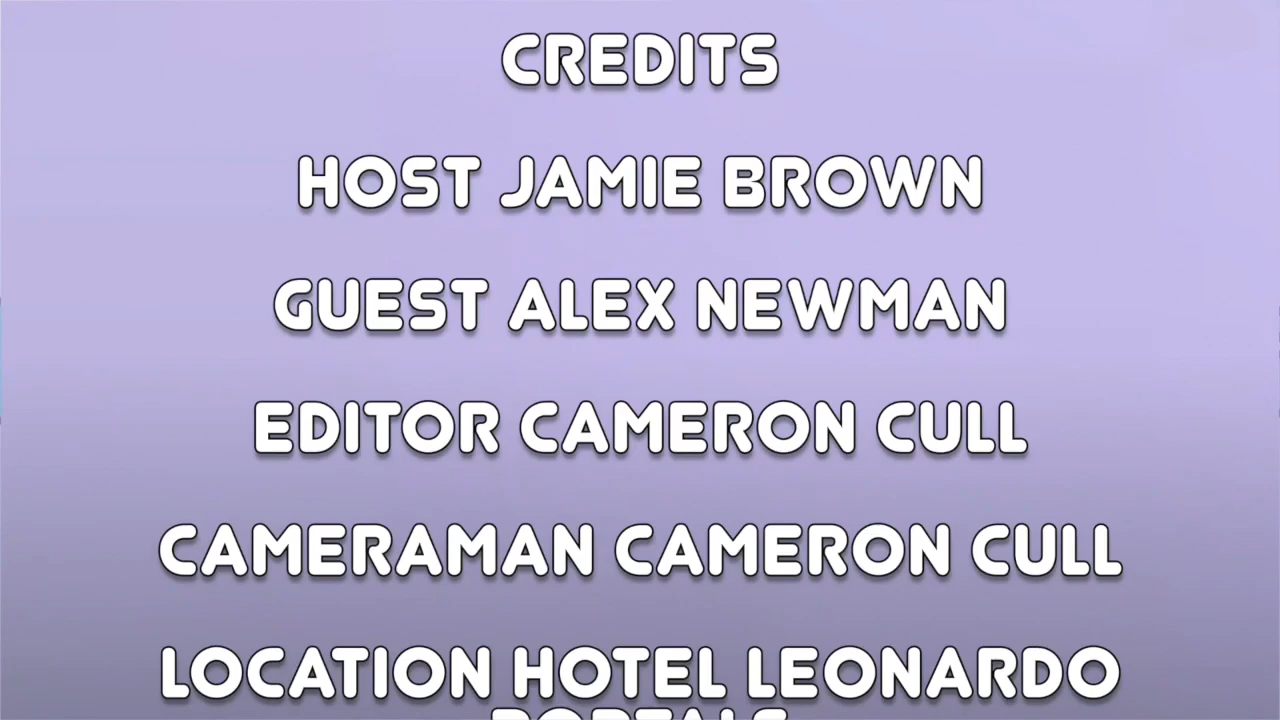 CREDITS
HOST JAMIE BROWN
GUEST ALEX NEWMAN
EDITOR CAMERON CULL
CAMERAMAN CAMERON CULL
LOCATION HOTEL LEONARDO